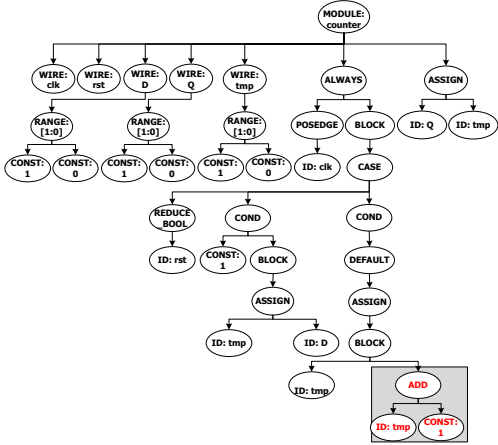 MODULE:
counter
WIRE:
clk
WIRE:
rst
WIRE:
D
WIRE:
Q
WIRE:
tmp
ALWAYS
ASSIGN
RANGE:
[1:0]
RANGE:
[1:0]
RANGE:
[1:0]
POSEDGE
BLOCK
ID: Q
ID: tmp
CONST:
1
CONST:
0
CONST:
1
CONST:
0
CONST:
1
CONST:
0
ID: clk
CASE
REDUCE
BOOL
COND
COND
ID: rst
CONST:
1
BLOCK
DEFAULT
ASSIGN
ASSIGN
ID: tmp
ID: D
BLOCK
ID: tmp
ADD
ID: tmp
CONST:
1